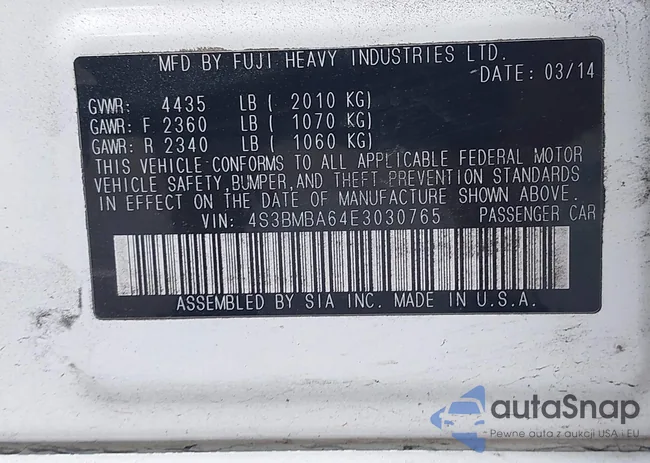 MFD BY FUJI HEAVY INDUSTRIES LTD.
DATE: 03/14
GVWR: 4435 LB ( 2010 KG)
GAWR: F 2360 LB ( 1070 KG)
GAWR: R 2340 LB ( 1060 KG)
THIS VEHICLE CONFORMS TO ALL APPLICABLE FEDERAL MOTOR
VEHICLE SAFETY, BUMPER, AND THEFT PREVENTION STANDARDS
IN EFFECT ON THE DATE OF MANUFACTURE SHOWN ABOVE.
VIN: 4S3BMBA64E3030765 PASSENGER CAR
ASSEMBLED BY SIA INC. MADE IN U.S.A.
autaSnap
Pewne auta z aukcji USA i EU